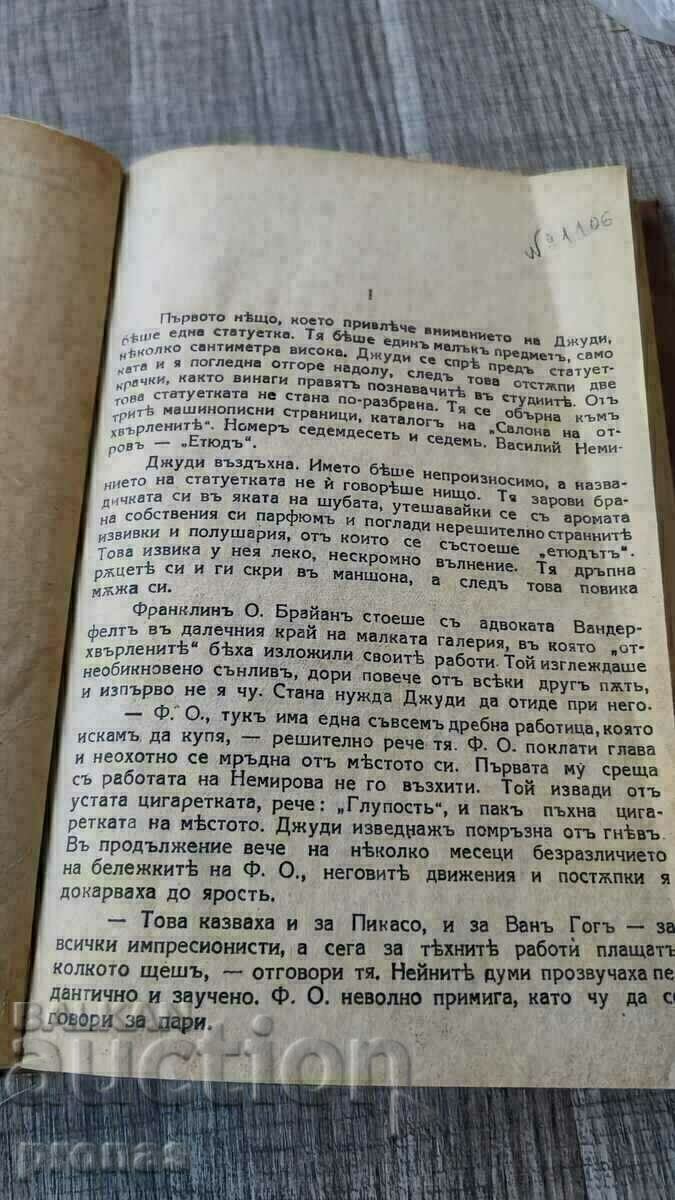 № 1106
I
Първото нѣщо, което привлѣче вниманието на Джуди,
бѣше една статуетка. Тя бѣше единъ малъкъ предметъ, само
нѣколко сантиметра висока. Джуди се спрѣ предъ статует-
ката и я погледна отгоре надолу, следъ това отстѫпи две
крачки, както винаги правятъ познавачитѣ въ студиитѣ. Отъ
това статуетката не стана по-разбрана. Тя се обърна къмъ
тритѣ машинописни страници, каталогъ на „Салона на от-
хвърленитѣ“. Номеръ седемдесеть и седемь. Василий Неми-
ровъ — „Етюдъ“.
Джуди въздъхна. Името бѣше непроизносимо, а назва-
нието на статуетката не ѝ говорѣше нищо. Тя зарови бра-
дичката си въ яката на шубата, утешавайки се съ аромата
на собствения си парфюмъ и поглади нерешително страннитѣ
извивки и полушария, отъ които се състоеше „етюдътъ“.
Това извика у нея леко, нескромно вълнение. Тя дръпна
рѫцетѣ си и ги скри въ маншона, а следъ това повика
мѫжа си.
Франклинъ О. Брайанъ стоеше съ адвоката Вандер-
фелтъ въ далечния край на малката галерия, въ която „от-
хвърленитѣ“ бѣха изложили своитѣ работи. Той изглеждаше
необикновено сънливъ, дори повече отъ всѣки другъ пѫть,
и изпърво не я чу. Стана нужда Джуди да отиде при него.
— Ф. О., тукъ има една съвсемъ дребна работица, която
искамъ да купя, — решително рече тя. Ф. О. поклати глава
и неохотно се мръдна отъ мѣстото си. Първата му среща
съ работата на Немирова не го възхити. Той извади отъ
устата цигаретката, рече: „Глупость“, и пакъ пъхна цига-
ретката на мѣстото. Джуди изведнажъ помръзна отъ гнѣвъ.
Въ продължение вече на нѣколко месеци безразличието
на бележкитѣ на Ф. О., неговитѣ движения и постѫпки я
докарваха до ярость.
— Това казваха и за Пикасо, и за Ванъ Гогъ — за
всички импресионисти, а сега за тѣхнитѣ работи плащатъ
колкото щешъ, — отговори тя. Нейнитѣ думи прозвучаха пе
дантично и заучено. Ф. О. неволно примига, като чу да се
говори за пари.
BALKAN
auction
pronas